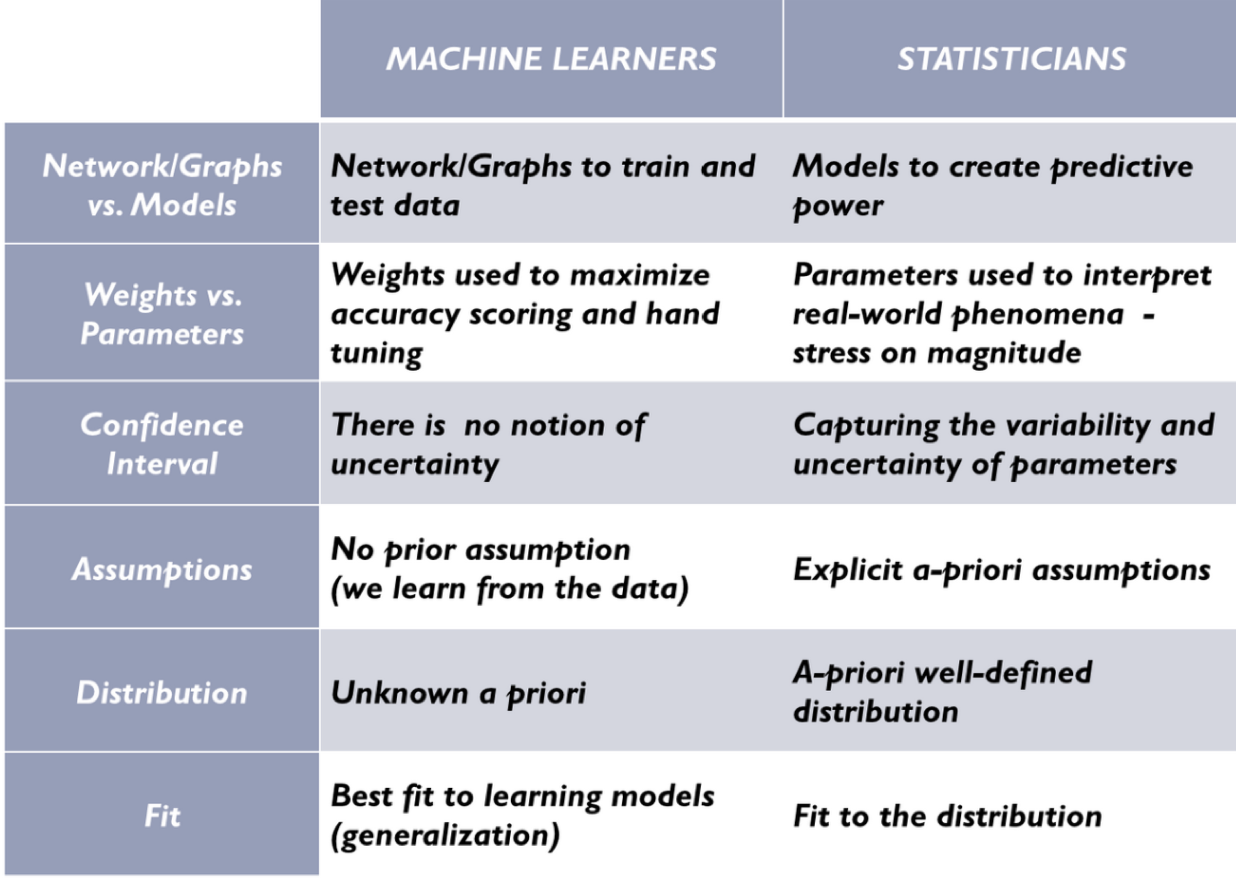 MACHINE LEARNERS
STATISTICIANS
Network/Graphs
vs. Models
Network/Graphs to train and
test data
Models to create predictive
power
Weights vs.
Parameters
Weights used to maximize
accuracy scoring and hand
tuning
Parameters used to interpret
real-world phenomena -
stress on magnitude
Confidence
Interval
There is no notion of
uncertainty
Capturing the variability and
uncertainty of parameters
Assumptions
No prior assumption
(we learn from the data)
Explicit a-priori assumptions
Distribution
Unknown a priori
A-priori well-defined
distribution
Fit
Best fit to learning models
(generalization)
Fit to the distribution